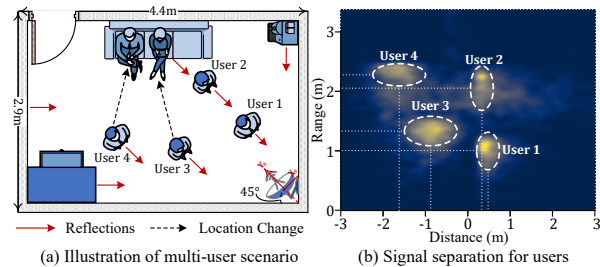 4.4m
2.9m
User 2
User 1
User 4
User 3
45°
Reflections
Location Change
(a) Illustration of multi-user scenario
User 4
User 2
User 3
User 1
Range (m)
3
2
1
0
-3
-2
-1
0
1
2
3
Distance (m)
(b) Signal separation for users